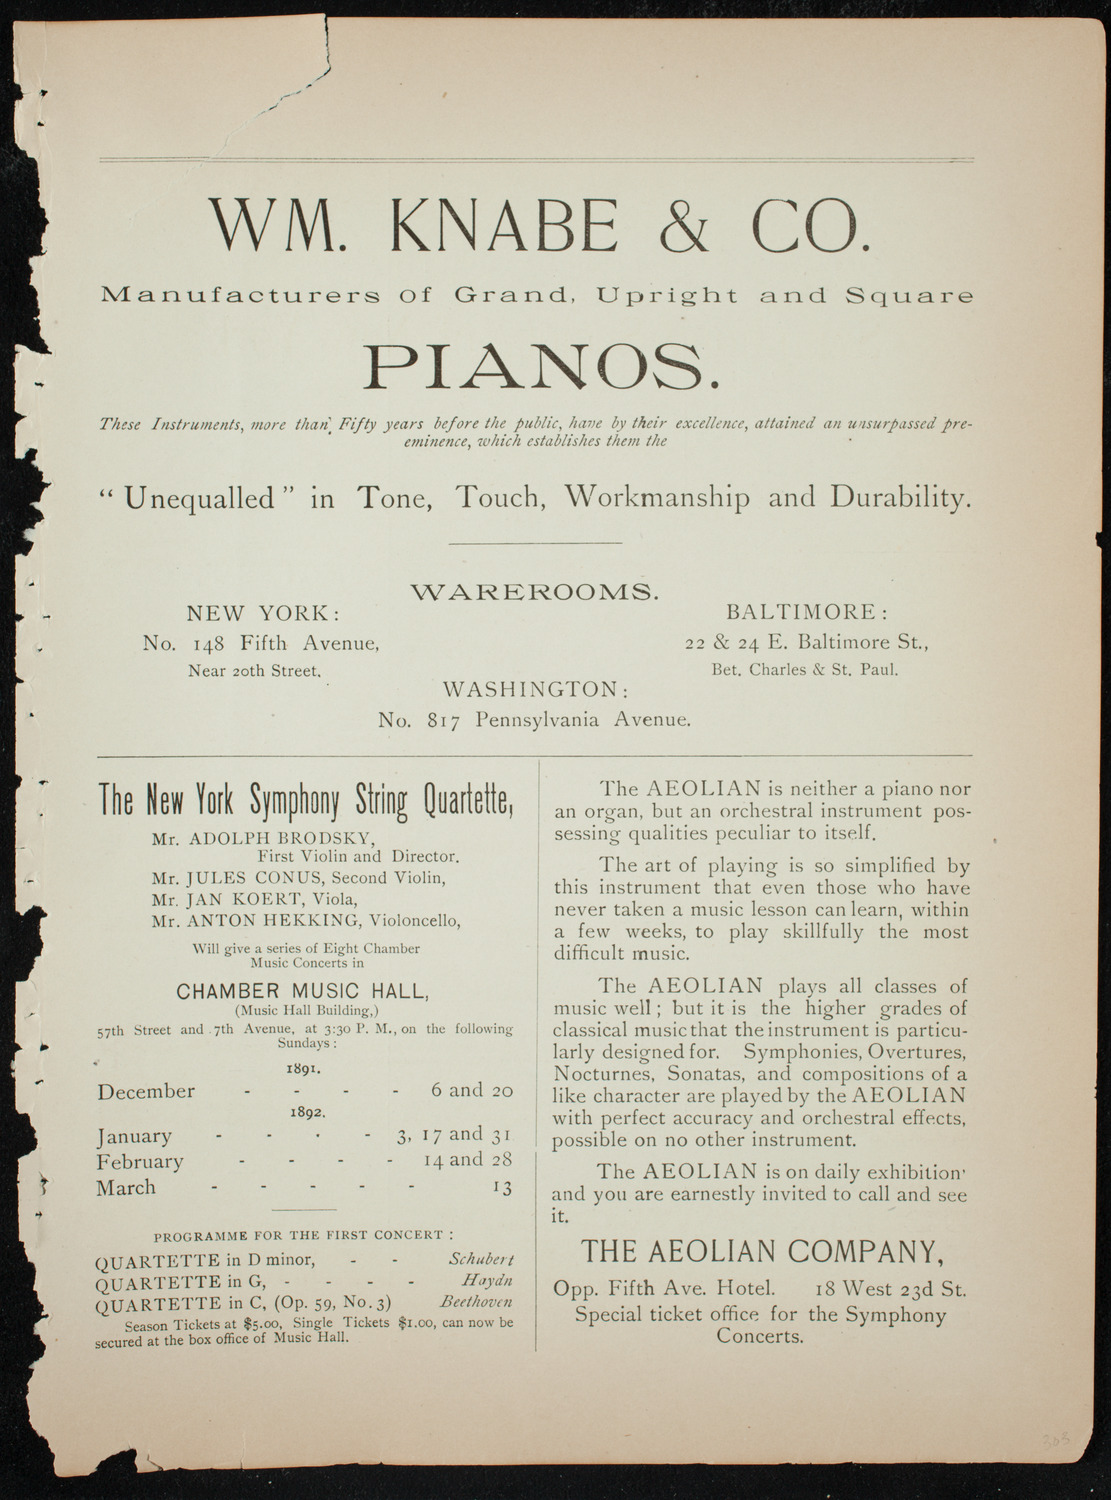 WM. KNABE & CO.
Manufacturers of Grand, Upright and Square
PIANOS.
These Instruments, more than, Fifty years before the public, have by their excellence, attained an unsurpassed pre-
eminence, which establishes them the
" Unequalled " in Tone, Touch, Workmanship and Durability.
WAREROOMS.
NEW YORK:
No. 148 Fifth Avenue,
Near 20th Street.
BALTIMORE:
22 & 24 E. Baltimore St.,
Bet. Charles & St. Paul.
WASHINGTON:
No. 817 Pennsylvania Avenue.
The New York Symphony String Quartette,
Mr. ADOLPH BRODSKY,
First Violin and Director.
Mr. JULES CONUS, Second Violin,
Mr. JAN KOERT, Viola,
Mr. ANTON HEKKING, Violoncello,
Will give a series of Eight Chamber
Music Concerts in
CHAMBER MUSIC HALL,
(Music Hall Building,)
57th Street and 7th Avenue, at 3:30 P. M., on the following
Sundays:
1891.
December - - - - 6 and 20
1892.
January - - - - 3, 17 and 31
February - - - - 14 and 28
March - - - - - 13
PROGRAMME FOR THE FIRST CONCERT:
QUARTETTE in D minor, - - Schubert
QUARTETTE in G, - - - - Haydn
QUARTETTE in C, (Op. 59, No. 3) Beethoven
Season Tickets at $5.00, Single Tickets $1.00, can now be
secured at the box office of Music Hall.
The AEOLIAN is neither a piano nor
an organ, but an orchestral instrument pos-
sessing qualities peculiar to itself.
The art of playing is so simplified by
this instrument that even those who have
never taken a music lesson can learn, within
a few weeks, to play skillfully the most
difficult music.
The AEOLIAN plays all classes of
music well; but it is the higher grades of
classical music that the instrument is particu-
larly designed for. Symphonies, Overtures,
Nocturnes, Sonatas, and compositions of a
like character are played by the AEOLIAN
with perfect accuracy and orchestral effects,
possible on no other instrument.
The AEOLIAN is on daily exhibition
and you are earnestly invited to call and see
it.
THE AEOLIAN COMPANY,
Opp. Fifth Ave. Hotel. 18 West 23d St.
Special ticket office for the Symphony
Concerts.